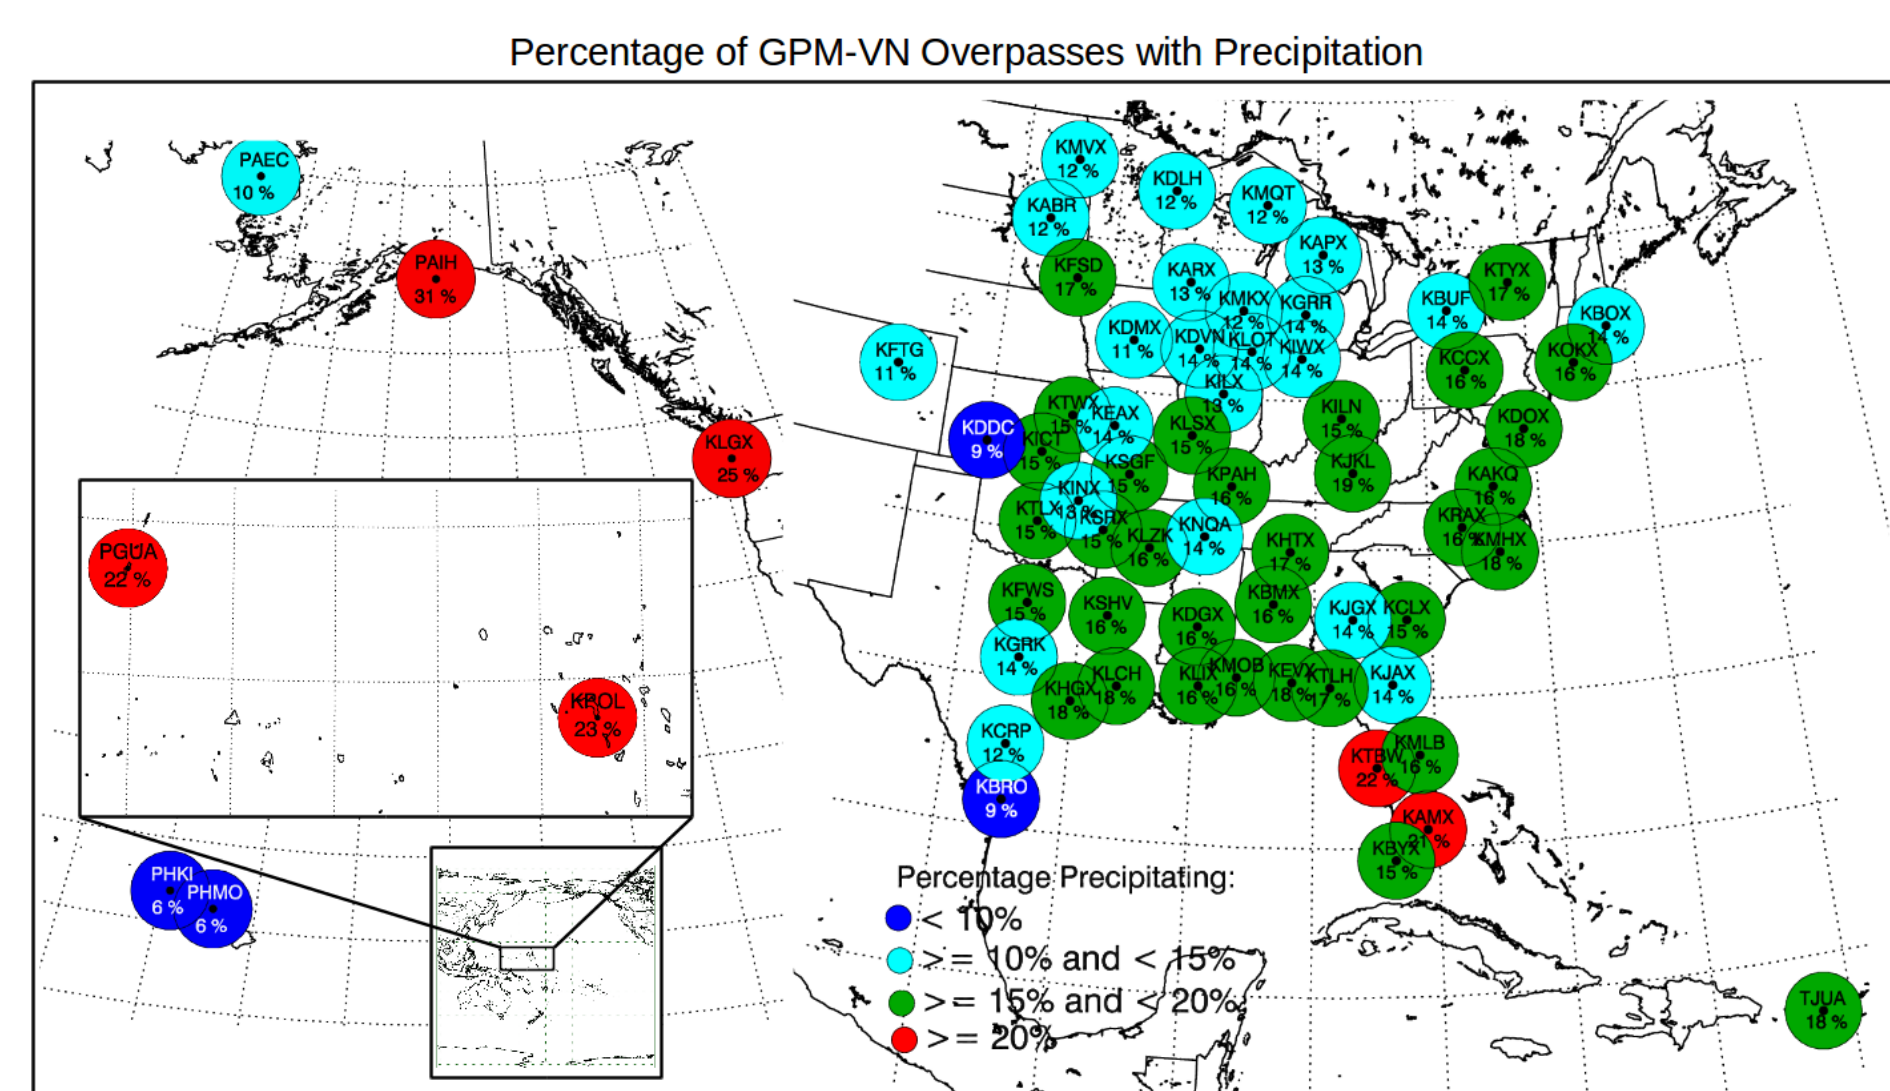 Percentage of GPM-VN Overpasses with Precipitation
PAEC
10 %
PAIH
31 %
KLGX
25 %
PGUA
22 %
KPOL
23 %
PHKI
6 %
PHMO
6 %
KMVX
12 %
KDLH
12 %
KMQT
12 %
KABR
12 %
KAPX
13 %
KFSD
17 %
KARX
13 %
KMKX
12 %
KGRR
14 %
KBUF
14 %
KTYX
17 %
KBOX
14 %
KDMX
11 %
KDVN
14 %
KLOT
14 %
KIWX
14 %
KCCX
16 %
KOKX
16 %
KFTG
11 %
KILX
13 %
KTWX
15 %
KEAX
14 %
KLSX
15 %
KILN
15 %
KDOX
18 %
KDDC
9 %
KICT
15 %
KSGF
15 %
KPAH
16 %
KJKL
19 %
KAKQ
16 %
KINX
13 %
KTLX
15 %
KSRX
15 %
KLZK
16 %
KNQA
14 %
KHTX
17 %
KRAX
16 %
KMHX
18 %
KFWS
15 %
KSHV
16 %
KDGX
16 %
KBMX
16 %
KJGX
14 %
KCLX
15 %
KGRK
14 %
KHGX
18 %
KLCH
18 %
KLIX
16 %
KMOB
16 %
KEVX
18 %
KTLH
17 %
KJAX
14 %
KCRP
12 %
KBRO
9 %
KTBW
22 %
KMLB
16 %
KAMX
21 %
KBYX
15 %
TJUA
18 %
Percentage Precipitating:
< 10%
>= 10% and < 15%
>= 15% and < 20%
>= 20%